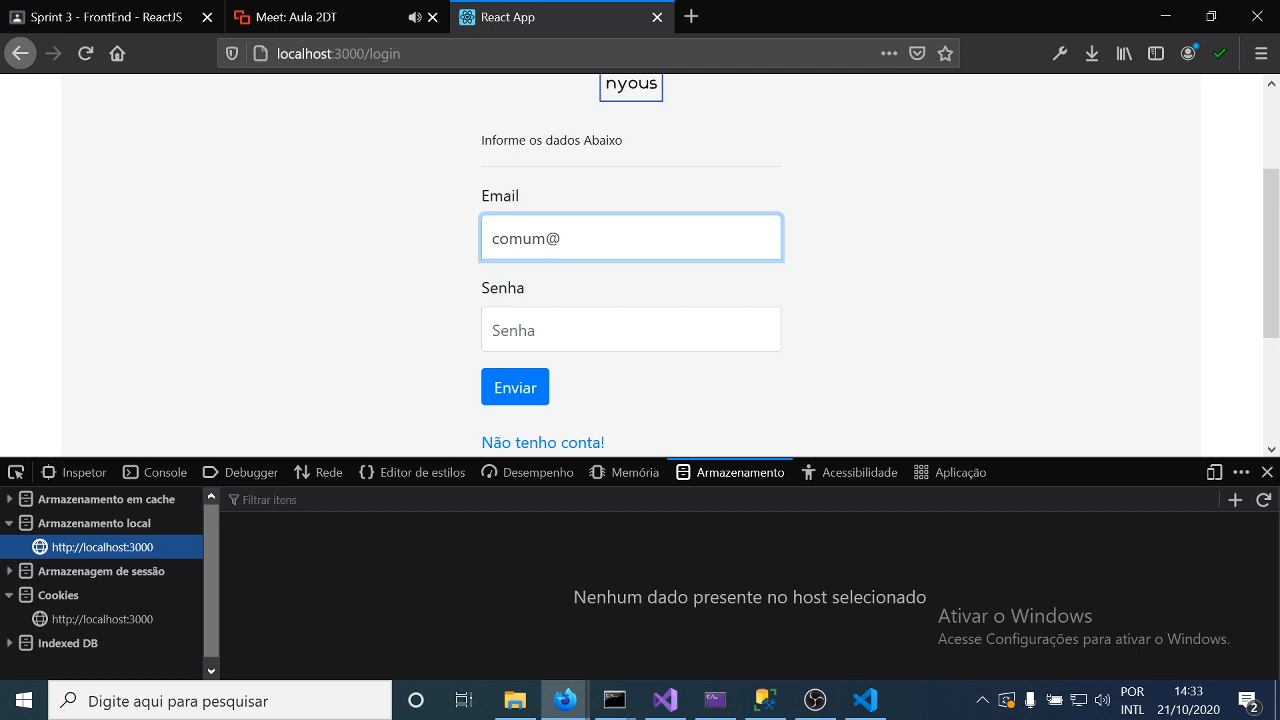 Sprint 3 - FrontEnd - ReactJS
Meet: Aula 2DT
React App
localhost:3000/login
nyous
Informe os dados Abaixo
Email
comum@
Senha
Senha
Enviar
Não tenho conta!
Inspetor
Console
Debugger
Rede
Editor de estilos
Desempenho
Memória
Armazenamento
Acessibilidade
Aplicação
Armazenamento em cache
Armazenamento local
http://localhost:3000
Armazenagem de sessão
Cookies
http://localhost:3000
Indexed DB
Filtrar itens
Nenhum dado presente no host selecionado
Ativar o Windows
Acesse Configurações para ativar o Windows.
Digite aqui para pesquisar
POR
INTL
14:33
21/10/2020
2